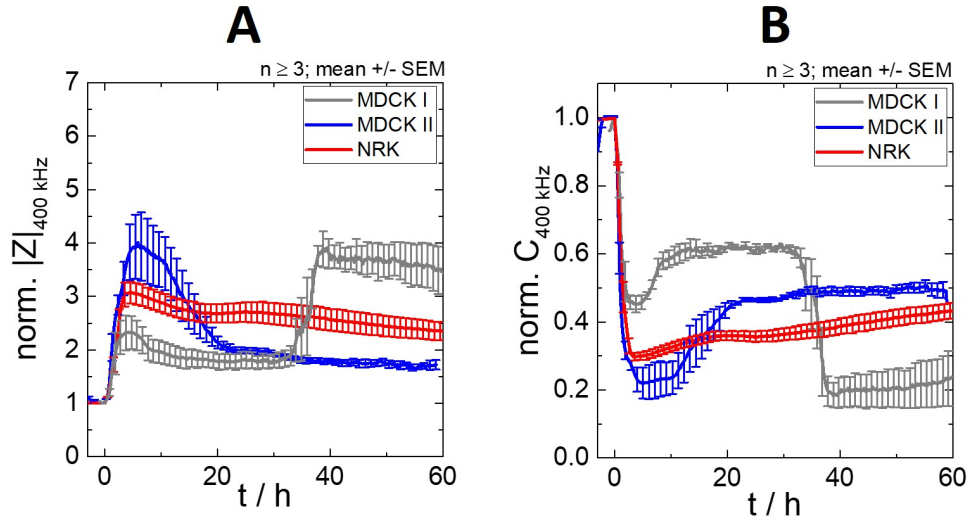 A
n ≥ 3; mean +/- SEM
MDCK I
MDCK II
NRK
norm. |Z|400 kHz
7
6
5
4
3
2
1
0
0 20 40 60
t / h
B
n ≥ 3; mean +/- SEM
MDCK I
MDCK II
NRK
norm. C400 kHz
1.0
0.8
0.6
0.4
0.2
0.0
0 20 40 60
t / h